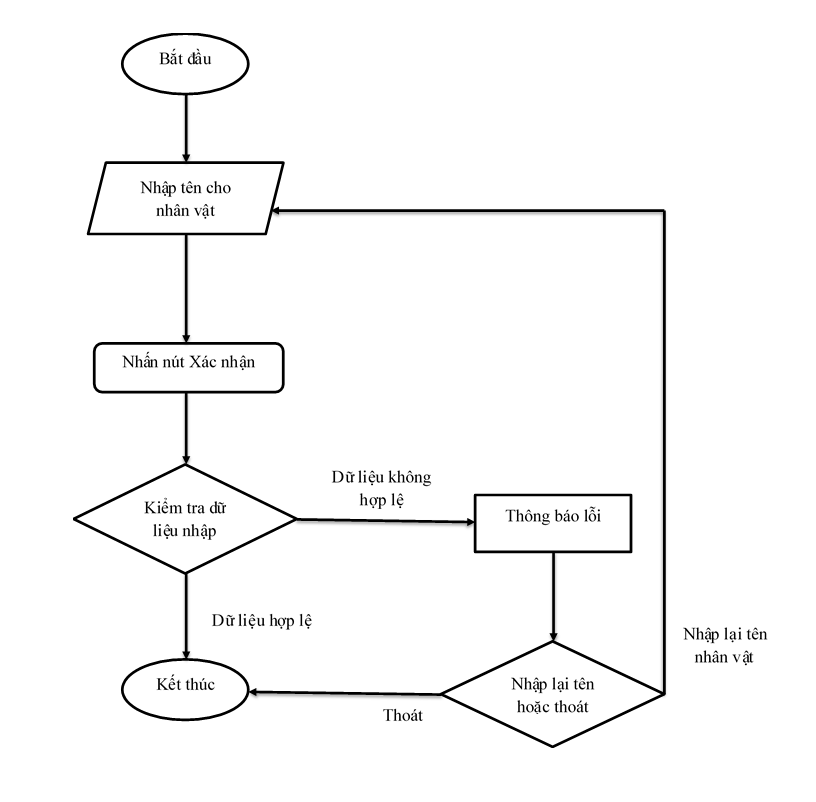 Bắt đầu
Nhập tên cho
nhân vật
Nhấn nút Xác nhận
Kiểm tra dữ
liệu nhập
Dữ liệu không
hợp lệ
Thông báo lỗi
Dữ liệu hợp lệ
Nhập lại tên
nhân vật
Nhập lại tên
hoặc thoát
Thoát
Kết thúc